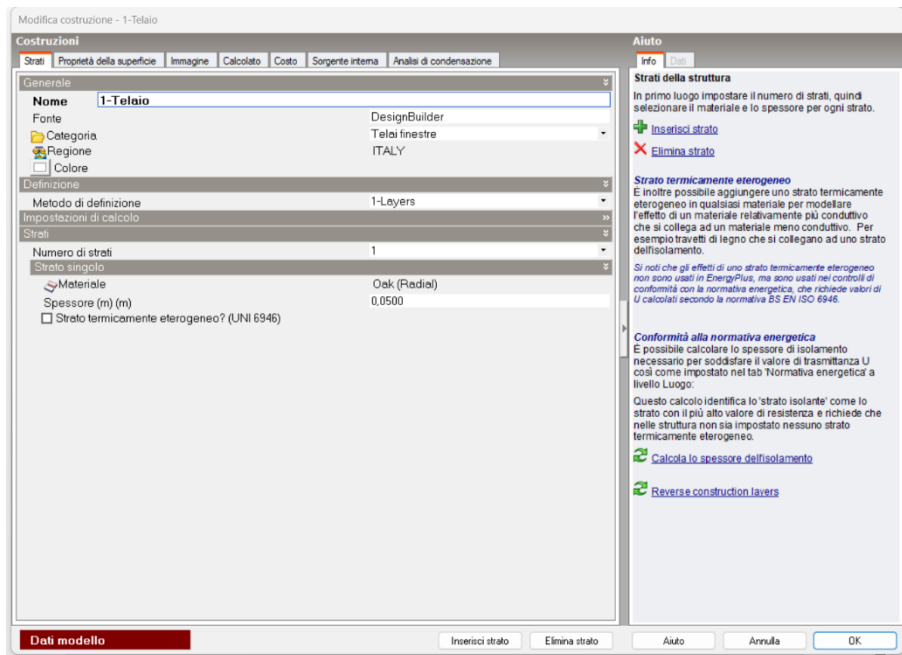 Modifica costruzione - 1-Telaio
Costruzioni
Strati Proprietà della superficie Immagine Calcolato Costo Sorgente interna Analisi di condensazione
Generale
Nome 1-Telaio
Fonte DesignBuilder
Categoria Telai finestre
Regione ITALY
Colore
Definizione
Metodo di definizione 1-Layers
Impostazioni di calcolo
Strati
Numero di strati 1
Strato singolo
Materiale Oak (Radial)
Spessore (m) (m) 0,0500
Strato termicamente eterogeneo? (UNI 6946)
Dati modello
Inserisci strato Elimina strato
Aiuto
Info Dati
Strati della struttura
In primo luogo impostare il numero di strati, quindi
selezionare il materiale e lo spessore per ogni strato.
Inserisci strato
Elimina strato
Strato termicamente eterogeneo
È inoltre possibile aggiungere uno strato termicamente
eterogeneo in qualsiasi materiale per modellare
l'effetto di un materiale relativamente più conduttivo
che si collega ad un materiale meno conduttivo. Per
esempio travetti di legno che si collegano ad uno strato
dell'isolamento.
Si noti che gli effetti di uno strato termicamente eterogeneo
non sono usati in EnergyPlus, ma sono usati nei controlli di
conformità con la normativa energetica, che richiede valori di
U calcolati secondo la normativa BS EN ISO 6946.
Conformità alla normativa energetica
È possibile calcolare lo spessore di isolamento
necessario per soddisfare il valore di trasmittanza U
così come impostato nel tab 'Normativa energetica' a
livello Luogo:
Questo calcolo identifica lo 'strato isolante' come lo
strato con il più alto valore di resistenza e richiede che
nelle struttura non sia impostato nessuno strato
termicamente eterogeneo.
Calcola lo spessore dell'isolamento
Reverse construction layers
Aiuto Annulla OK